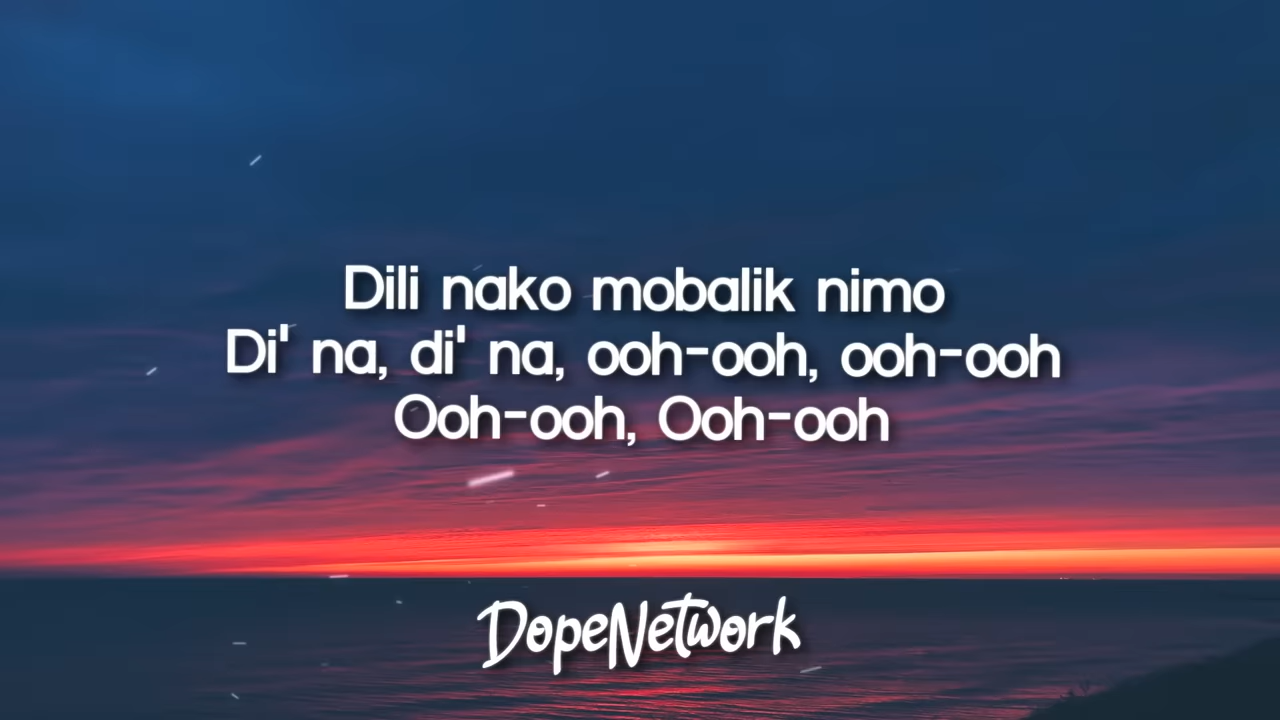 Dili nako mobalik nimo
Di' na, di' na, ooh-ooh, ooh-ooh
Ooh-ooh, Ooh-ooh
DopeNetwork